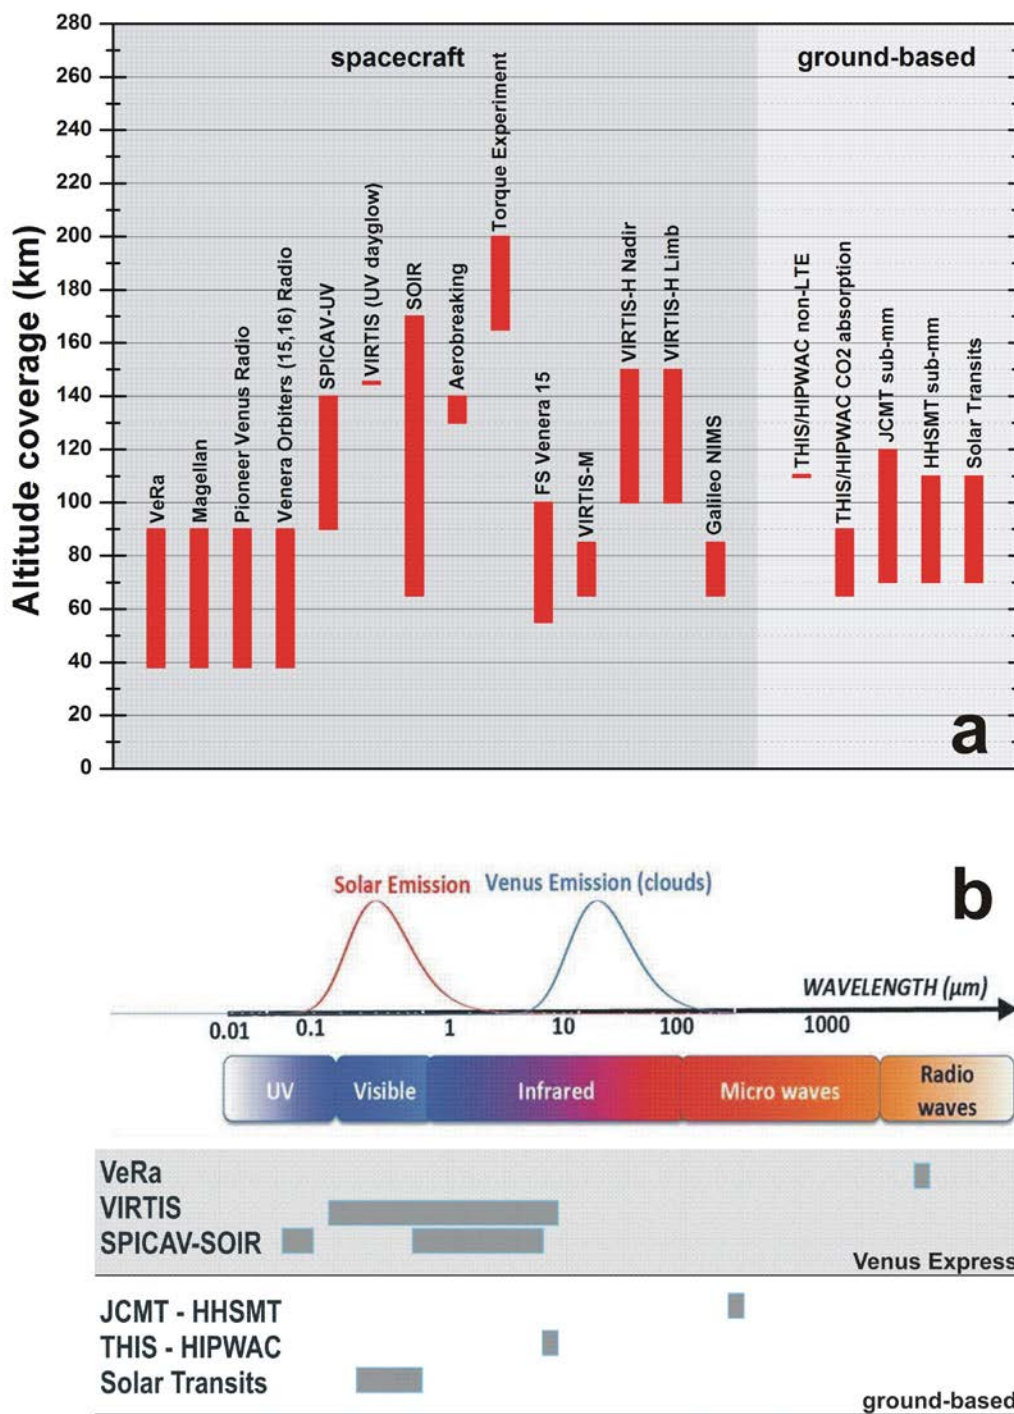 Altitude coverage (km)
280
260
240
220
200
180
160
140
120
100
80
60
40
20
0
spacecraft
ground-based
VeRa
Magellan
Pioneer Venus Radio
Venera Orbiters (15,16) Radio
SPICAV-UV
VIRTIS (UV dayglow)
SOIR
Aerobreaking
Torque Experiment
FS Venera 15
VIRTIS-M
VIRTIS-H Nadir
VIRTIS-H Limb
Galileo NIMS
THIS/HIPWAC non-LTE
THIS/HIPWAC CO2 absorption
JCMT sub-mm
HHSMT sub-mm
Solar Transits
a
b
Solar Emission
Venus Emission (clouds)
WAVELENGTH (μm)
0.01 0.1 1 10 100 1000
UV Visible Infrared Micro waves Radio waves
VeRa
VIRTIS
SPICAV-SOIR
Venus Express
JCMT - HHSMT
THIS - HIPWAC
Solar Transits
ground-based